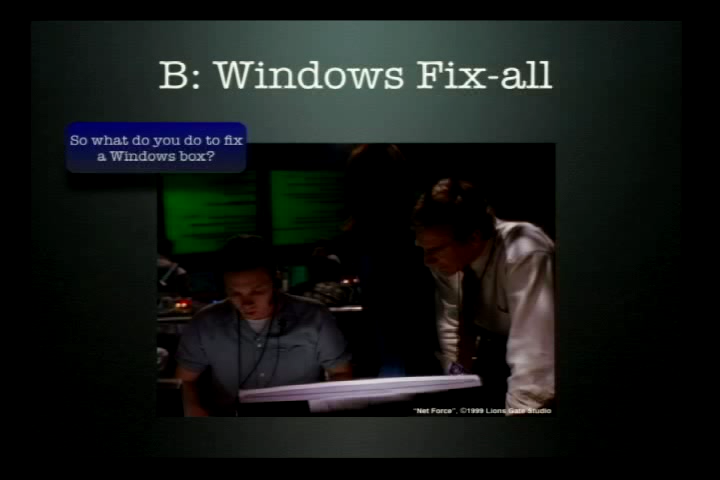 B: Windows Fix-all
So what do you do to fix
a Windows box?
"Net Force", ©1999 Lions Gate Studio